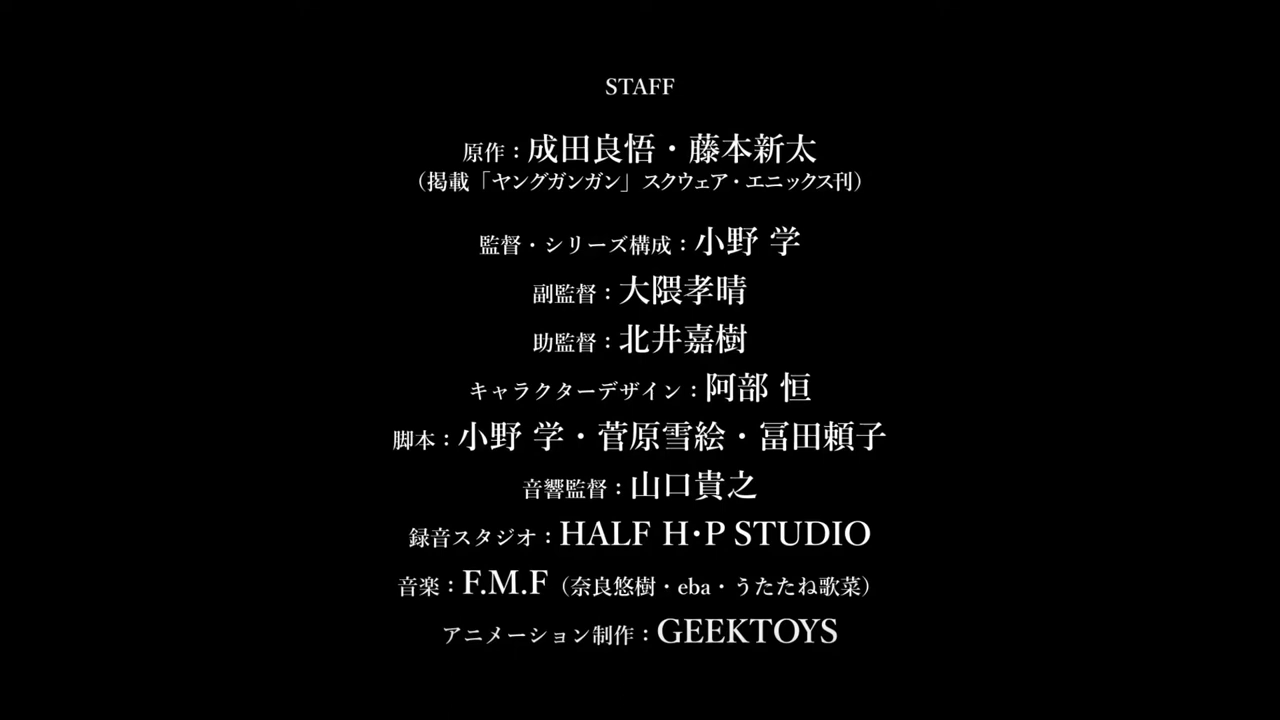 STAFF
原作：成田良悟・藤本新太
（掲載「ヤングガンガン」スクウェア・エニックス刊）
監督・シリーズ構成：小野 学
副監督：大隈孝晴
助監督：北井嘉樹
キャラクターデザイン：阿部 恒
脚本：小野 学・菅原雪絵・冨田頼子
音響監督：山口貴之
録音スタジオ：HALF H･P STUDIO
音楽：F.M.F（奈良悠樹・eba・うたたね歌菜）
アニメーション制作：GEEKTOYS